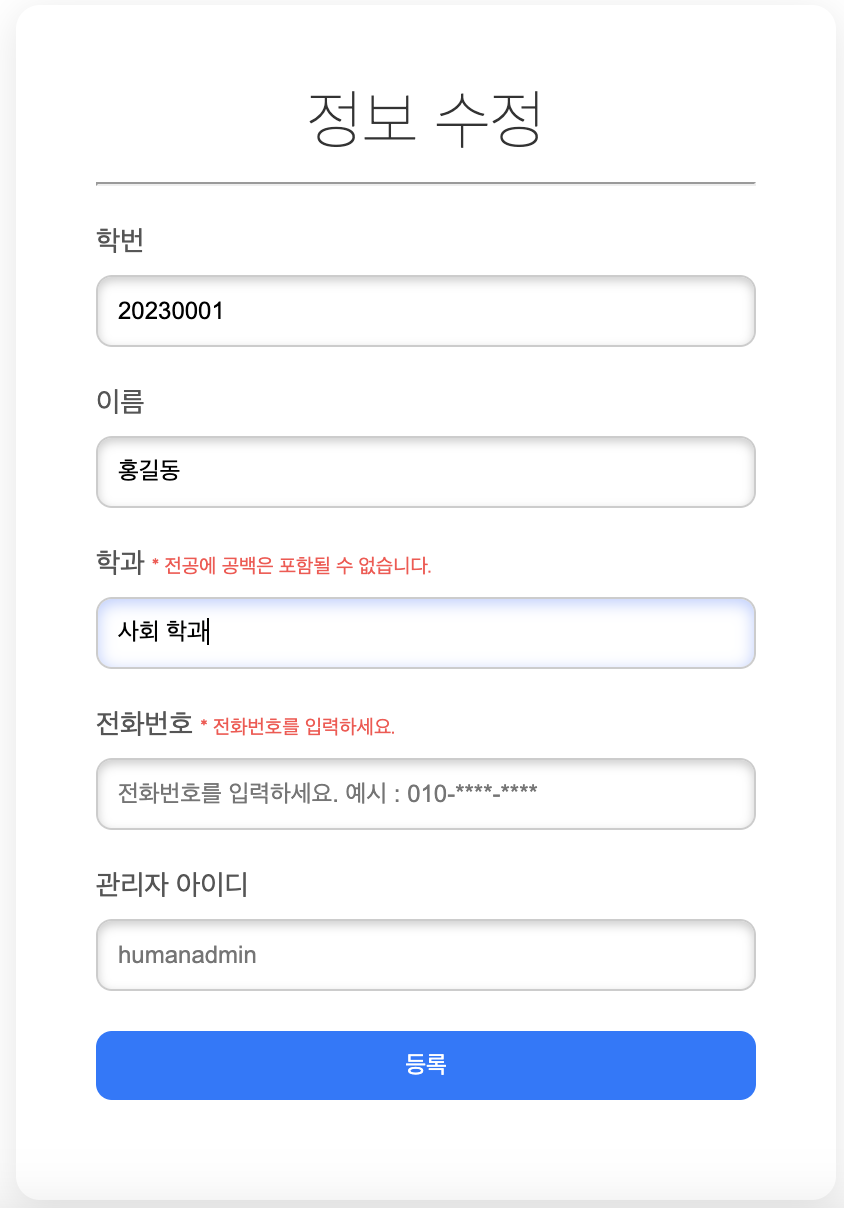 정보 수정
학번
20230001
이름
홍길동
학과 * 전공에 공백은 포함될 수 없습니다.
사회 학과
전화번호 * 전화번호를 입력하세요.
전화번호를 입력하세요. 예시 : 010-****-****
관리자 아이디
humanadmin
등록